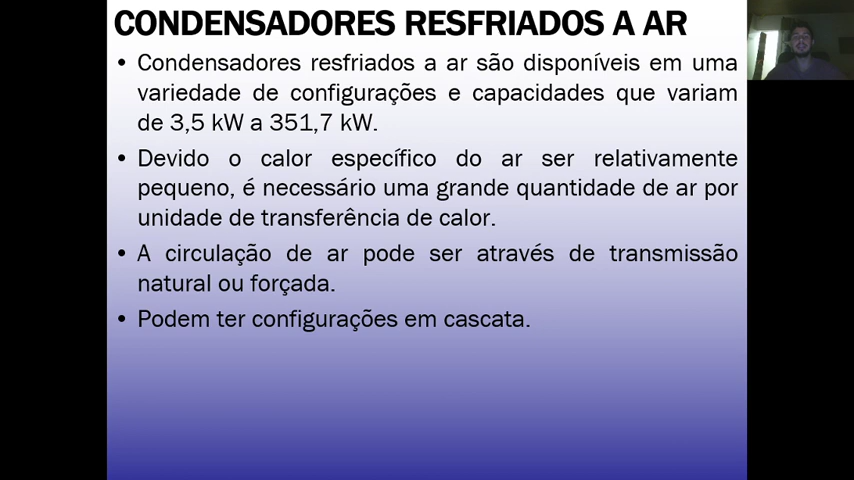 CONDENSADORES RESFRIADOS A AR
• Condensadores resfriados a ar são disponíveis em uma
variedade de configurações e capacidades que variam
de 3,5 kW a 351,7 kW.
• Devido o calor específico do ar ser relativamente
pequeno, é necessário uma grande quantidade de ar por
unidade de transferência de calor.
• A circulação de ar pode ser através de transmissão
natural ou forçada.
• Podem ter configurações em cascata.